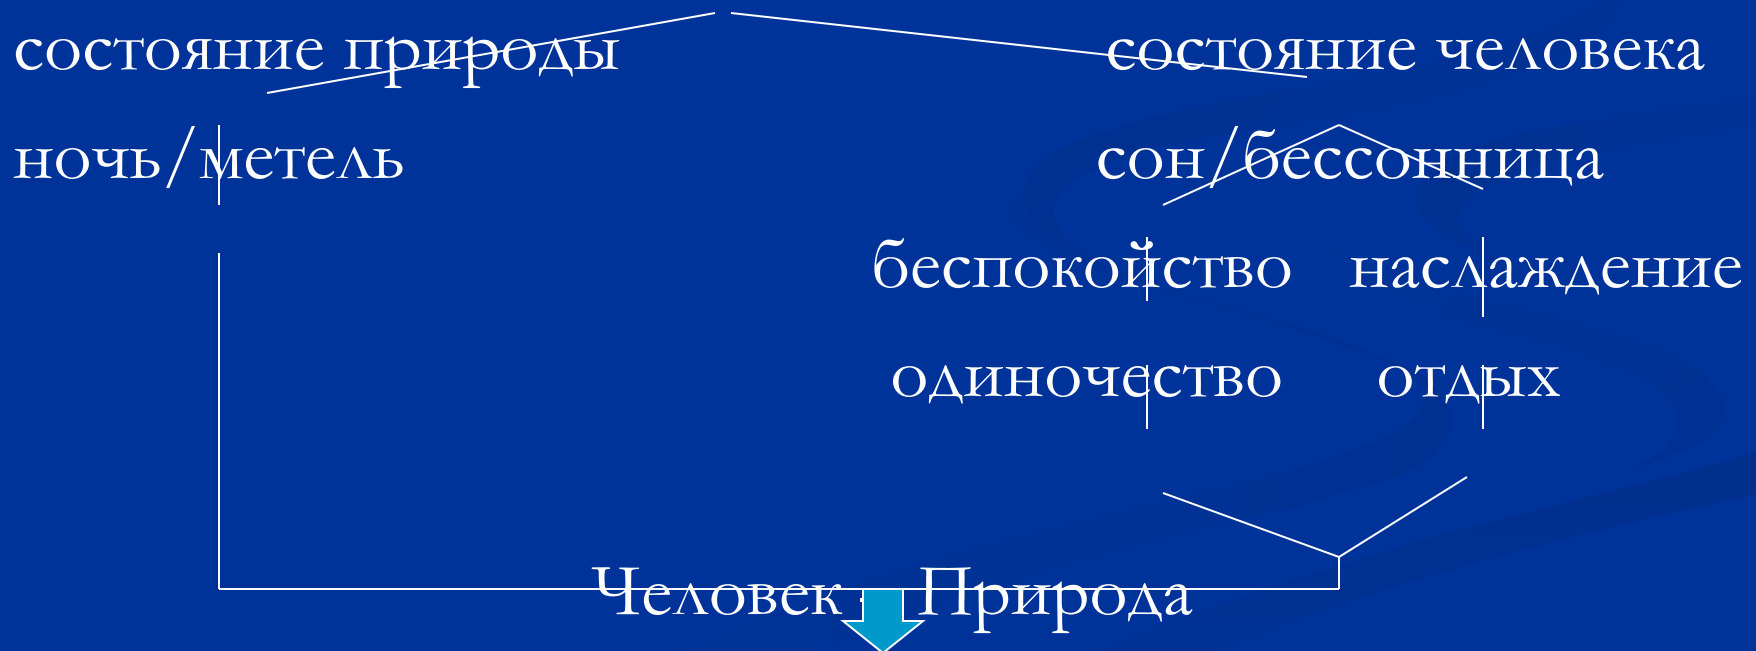 состояние природы состояние человека
ночь/метель сон/бессонница
беспокойство наслаждение
одиночество отдых
Человек - Природа